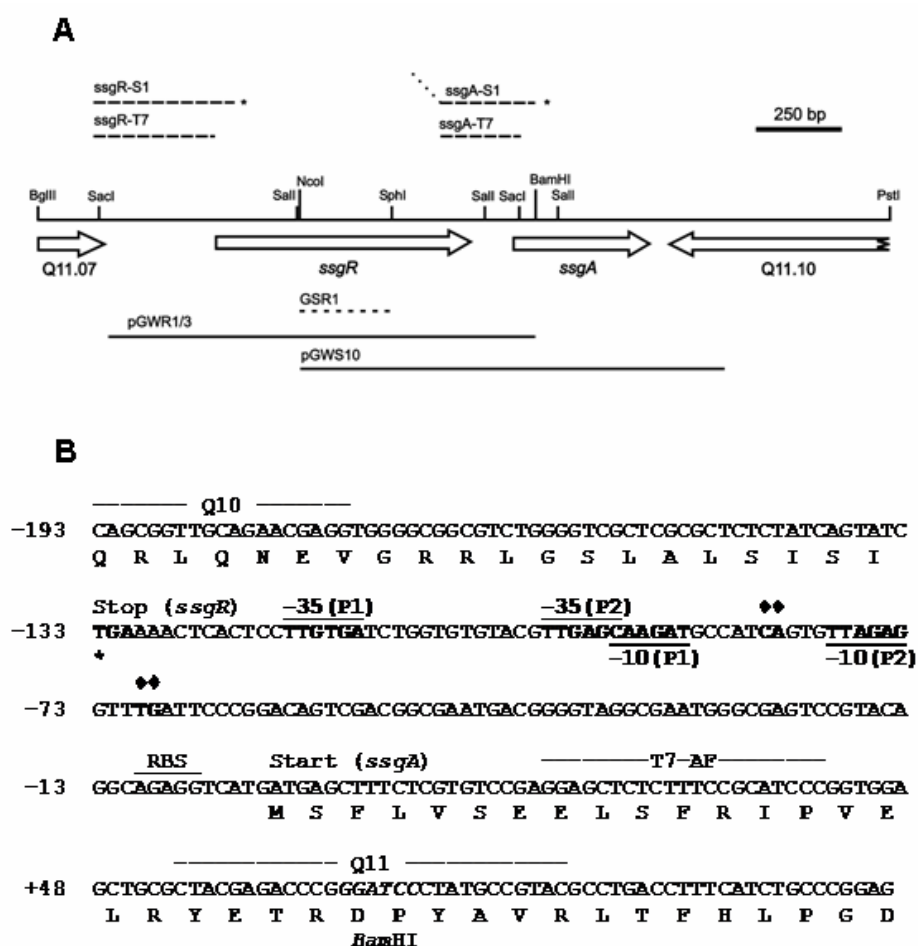 A
ssgR-S1 * ssgA-S1 *
ssgR-T7 ssgA-T7 250 bp
BglII SacI SalI NcoI SphI SalI SacI BamHI SalI PstI
Q11.07 ssgR ssgA Q11.10
GSR1
pGWR1/3
pGWS10
B
Q10
−193 CAGCGGTTGCAGAACGAGGTGGGGCGGCGTCTGGGGTCGCTCGCGCTCTCTATCAGTATC
Q R L Q N E V G R R L G S L A L S I S I
Stop (ssgR) −35(P1) −35(P2) ♦♦
−133 TGAAAACTCACTCCTTGTGATCTGGTGTGTACGTTGAGCAAGATGCCATCAGTGTTAGAG
* −10(P1) −10(P2)
♦♦
−73 GTTTGATTCCCGGACAGTCGACGGCGAATGACGGGGTAGGCGAATGGGCGAGTCCGTACA
RBS Start (ssgA) T7-AF
−13 GGCAGAGGTCATGATGAGCTTTCTCGTGTCCGAGGAGCTCTCTTTCCGCATCCCGGTGGA
M S F L V S E E L S F R I P V E
Q11
+48 GCTGCGCTACGAGACCCGGGATCCCTATGCCGTACGCCTGACCTTTCATCTGCCCGGAG
L R Y E T R D P Y A V R L T F H L P G D
BamHI